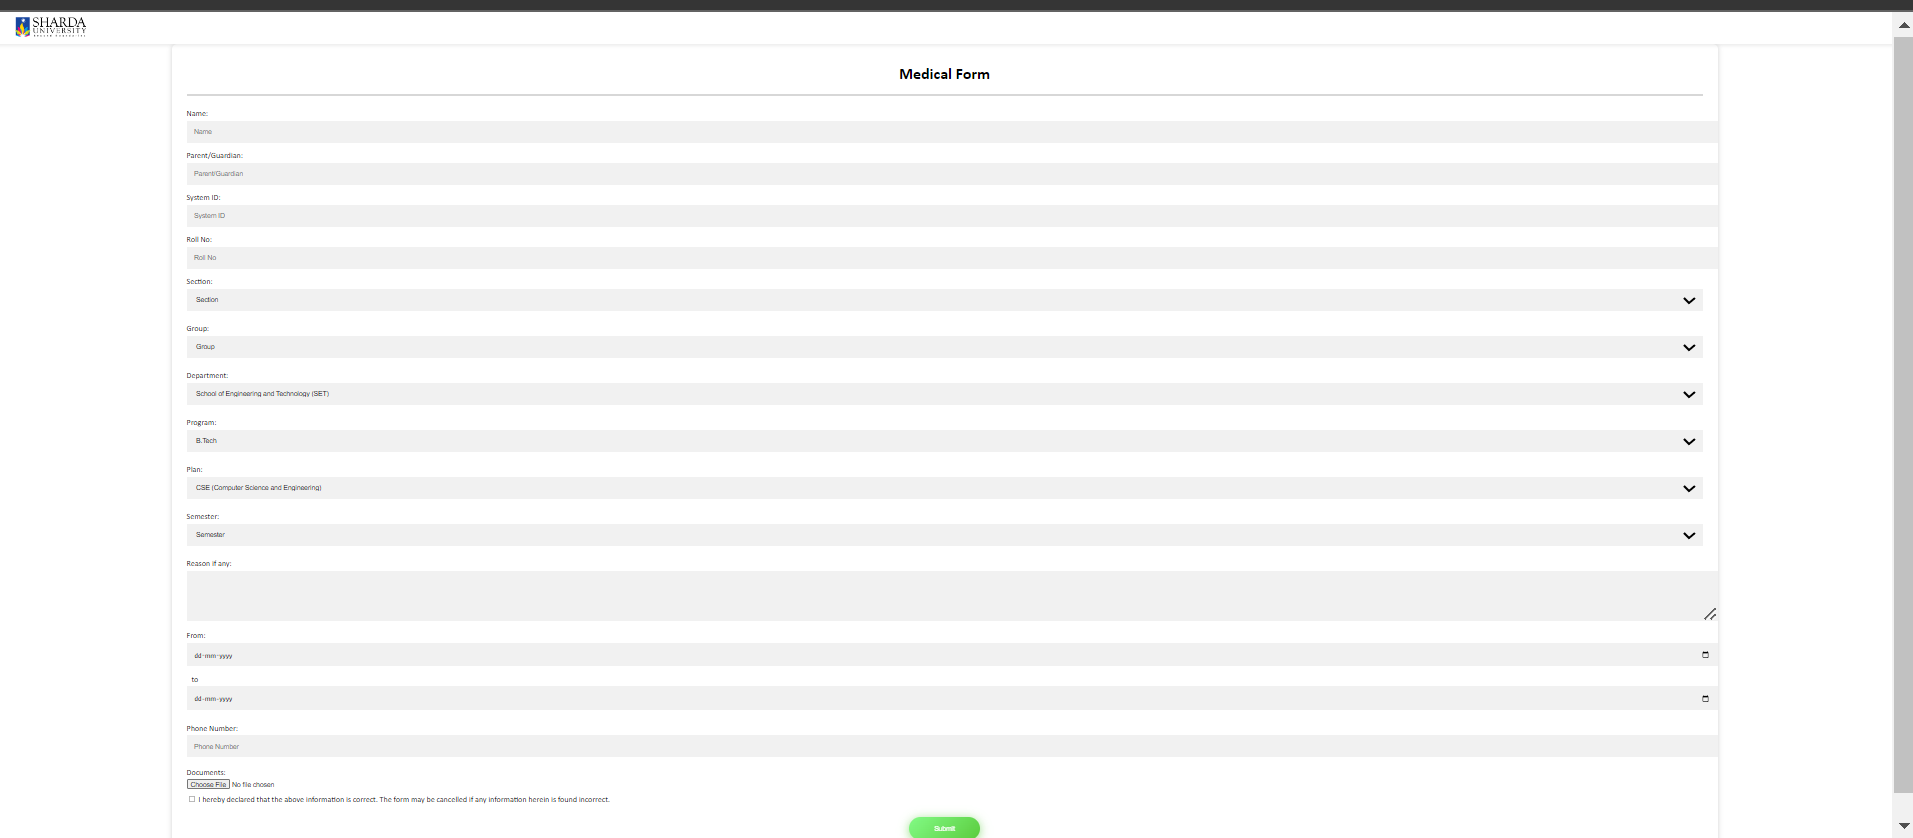 SHARDA
UNIVERSITY
Medical Form
Name:
Name
Parent/Guardian:
Parent/Guardian
System ID:
System ID
Roll No:
Roll No
Section:
Section
Group:
Group
Department:
School of Engineering and Technology (SET)
Program:
B.Tech
Plan:
CSE (Computer Science and Engineering)
Semester:
Semester
Reason if any:
From:
dd-mm-yyyy
to
dd-mm-yyyy
Phone Number:
Phone Number
Documents:
Choose File No file chosen
I hereby declared that the above information is correct. The form may be cancelled if any information herein is found incorrect.
Submit